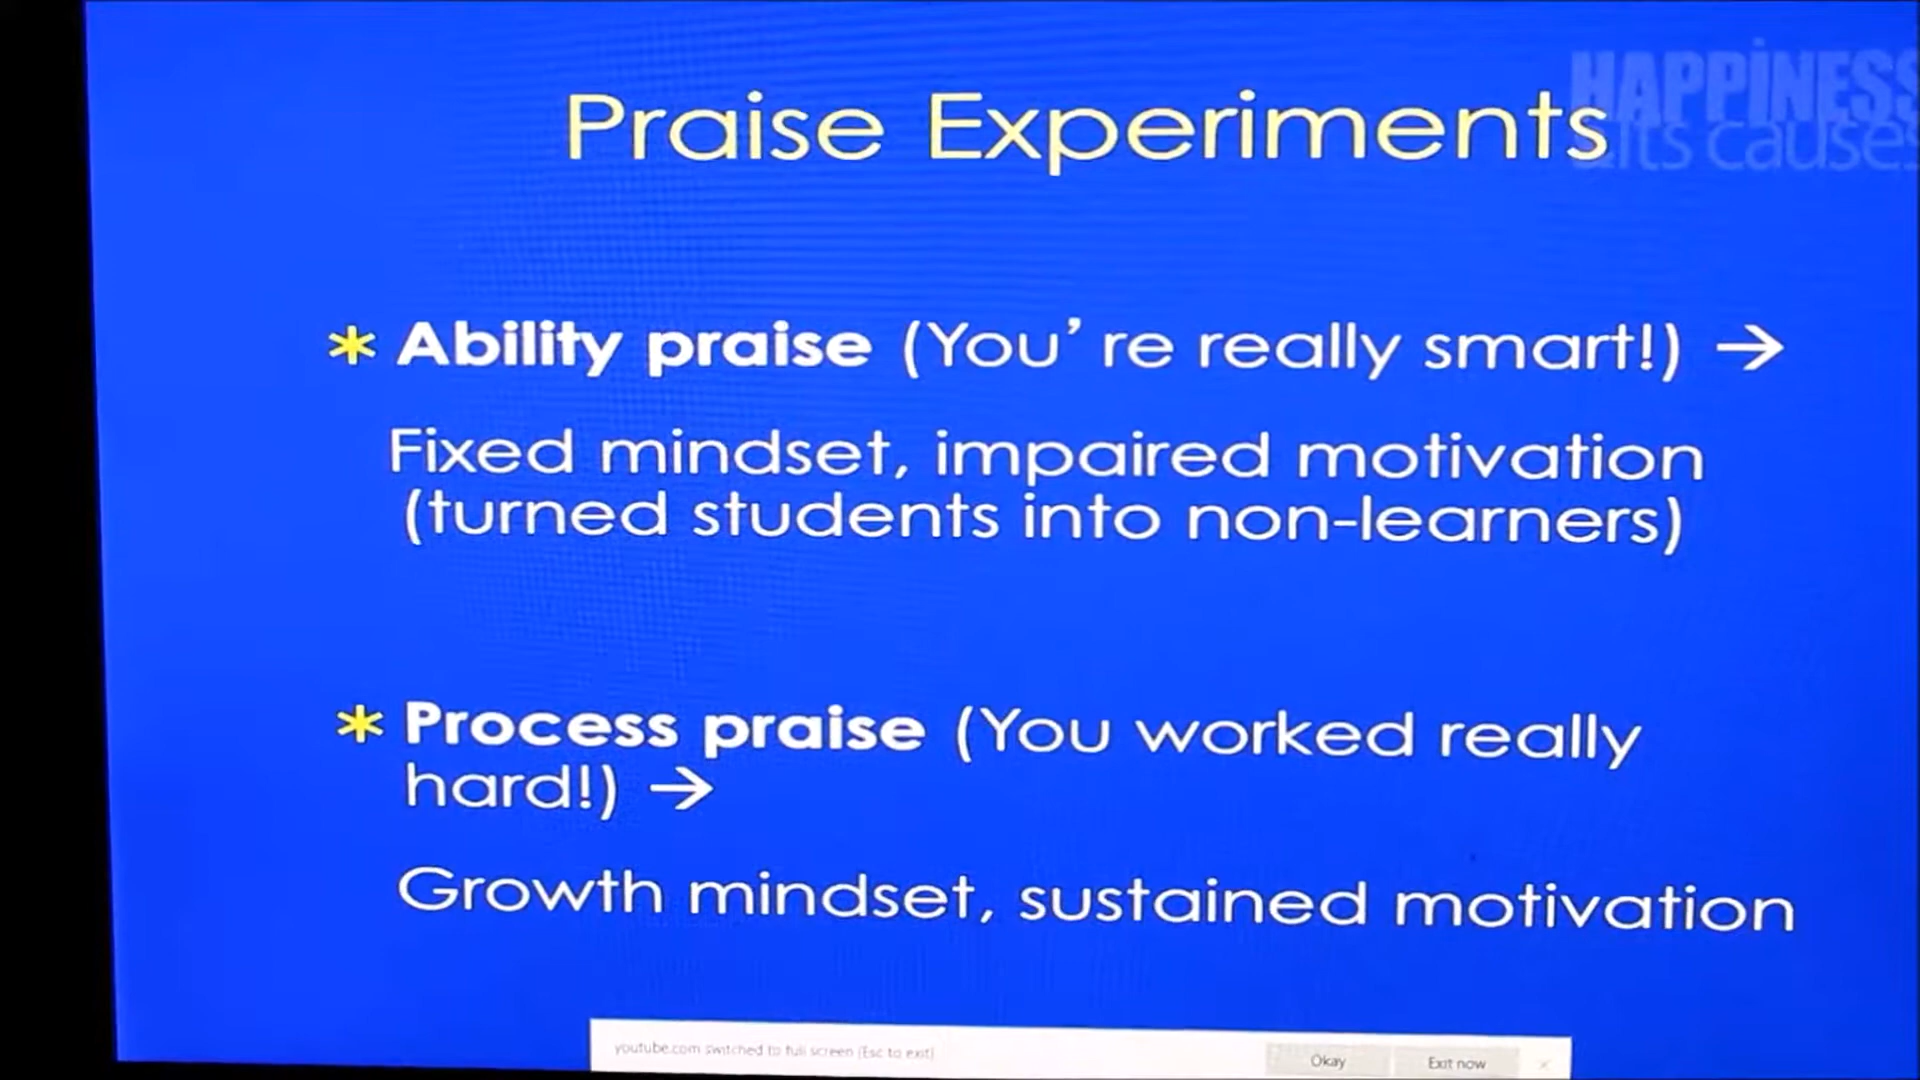 HAPPiNESS
&its causes
Praise Experiments
* Ability praise (You're really smart!) →
Fixed mindset, impaired motivation
(turned students into non-learners)
* Process praise (You worked really
hard!) →
Growth mindset, sustained motivation
youtube.com switched to full screen (Esc to exit)
Okay
Exit now
×